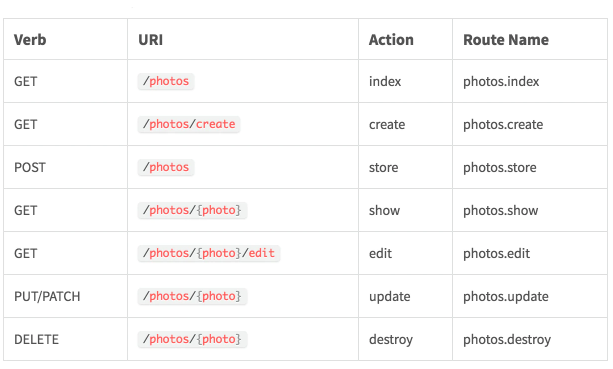 Verb URI Action Route Name
GET /photos index photos.index
GET /photos/create create photos.create
POST /photos store photos.store
GET /photos/{photo} show photos.show
GET /photos/{photo}/edit edit photos.edit
PUT/PATCH /photos/{photo} update photos.update
DELETE /photos/{photo} destroy photos.destroy